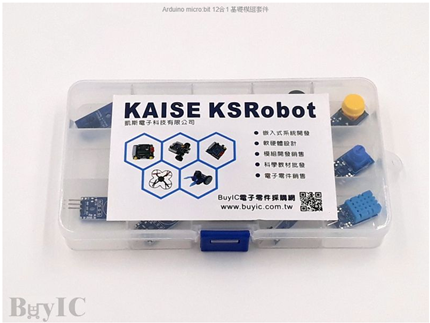 Arduino micro:bit 12合1 基礎模組套件
KAISE KSRobot
凱斯電子科技有限公司
● 嵌入式系統開發
● 軟硬體設計
● 模組開發銷售
● 科學教材批發
● 電子零件銷售
BuyIC電子零件採購網
www.buyic.com.tw
BuyIC